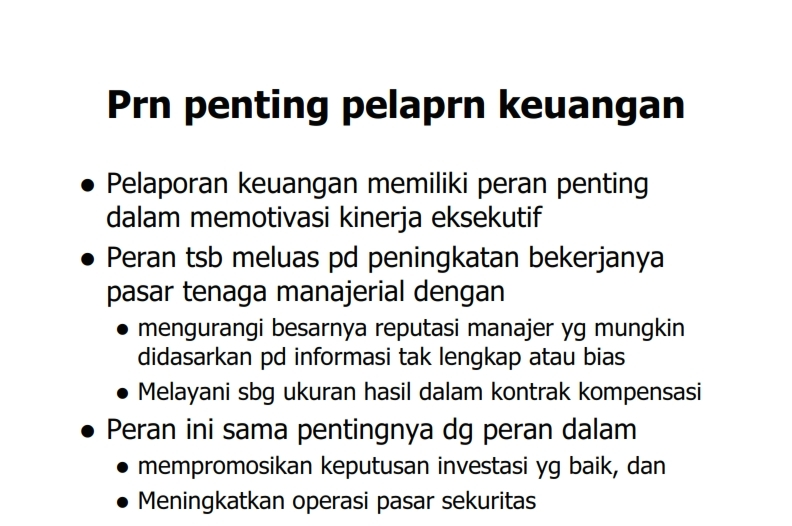 Prn penting pelaprn keuangan
● Pelaporan keuangan memiliki peran penting
dalam memotivasi kinerja eksekutif
● Peran tsb meluas pd peningkatan bekerjanya
pasar tenaga manajerial dengan
● mengurangi besarnya reputasi manajer yg mungkin
didasarkan pd informasi tak lengkap atau bias
● Melayani sbg ukuran hasil dalam kontrak kompensasi
● Peran ini sama pentingnya dg peran dalam
● mempromosikan keputusan investasi yg baik, dan
● Meningkatkan operasi pasar sekuritas